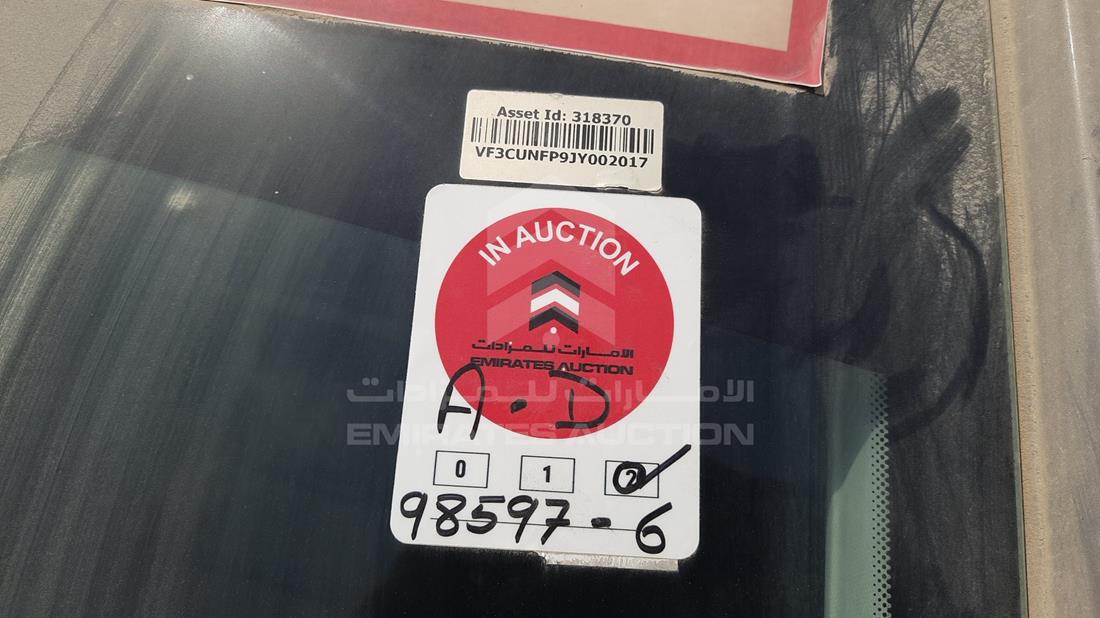 Asset Id: 318370
VF3CUNFP9JY002017
IN AUCTION
الامارات للمزادات
EMIRATES AUCTION
A.D
0 1 2
98597-6
الامارات للمزادات
EMIRATES AUCTION